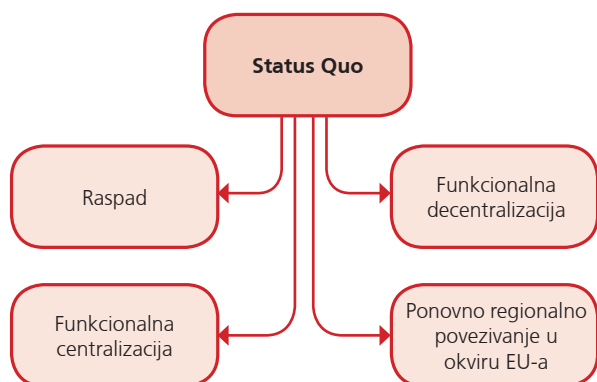 Status Quo
Raspad
Funkcionalna
decentralizacija
Funkcionalna
centralizacija
Ponovno regionalno
povezivanje u
okviru EU-a